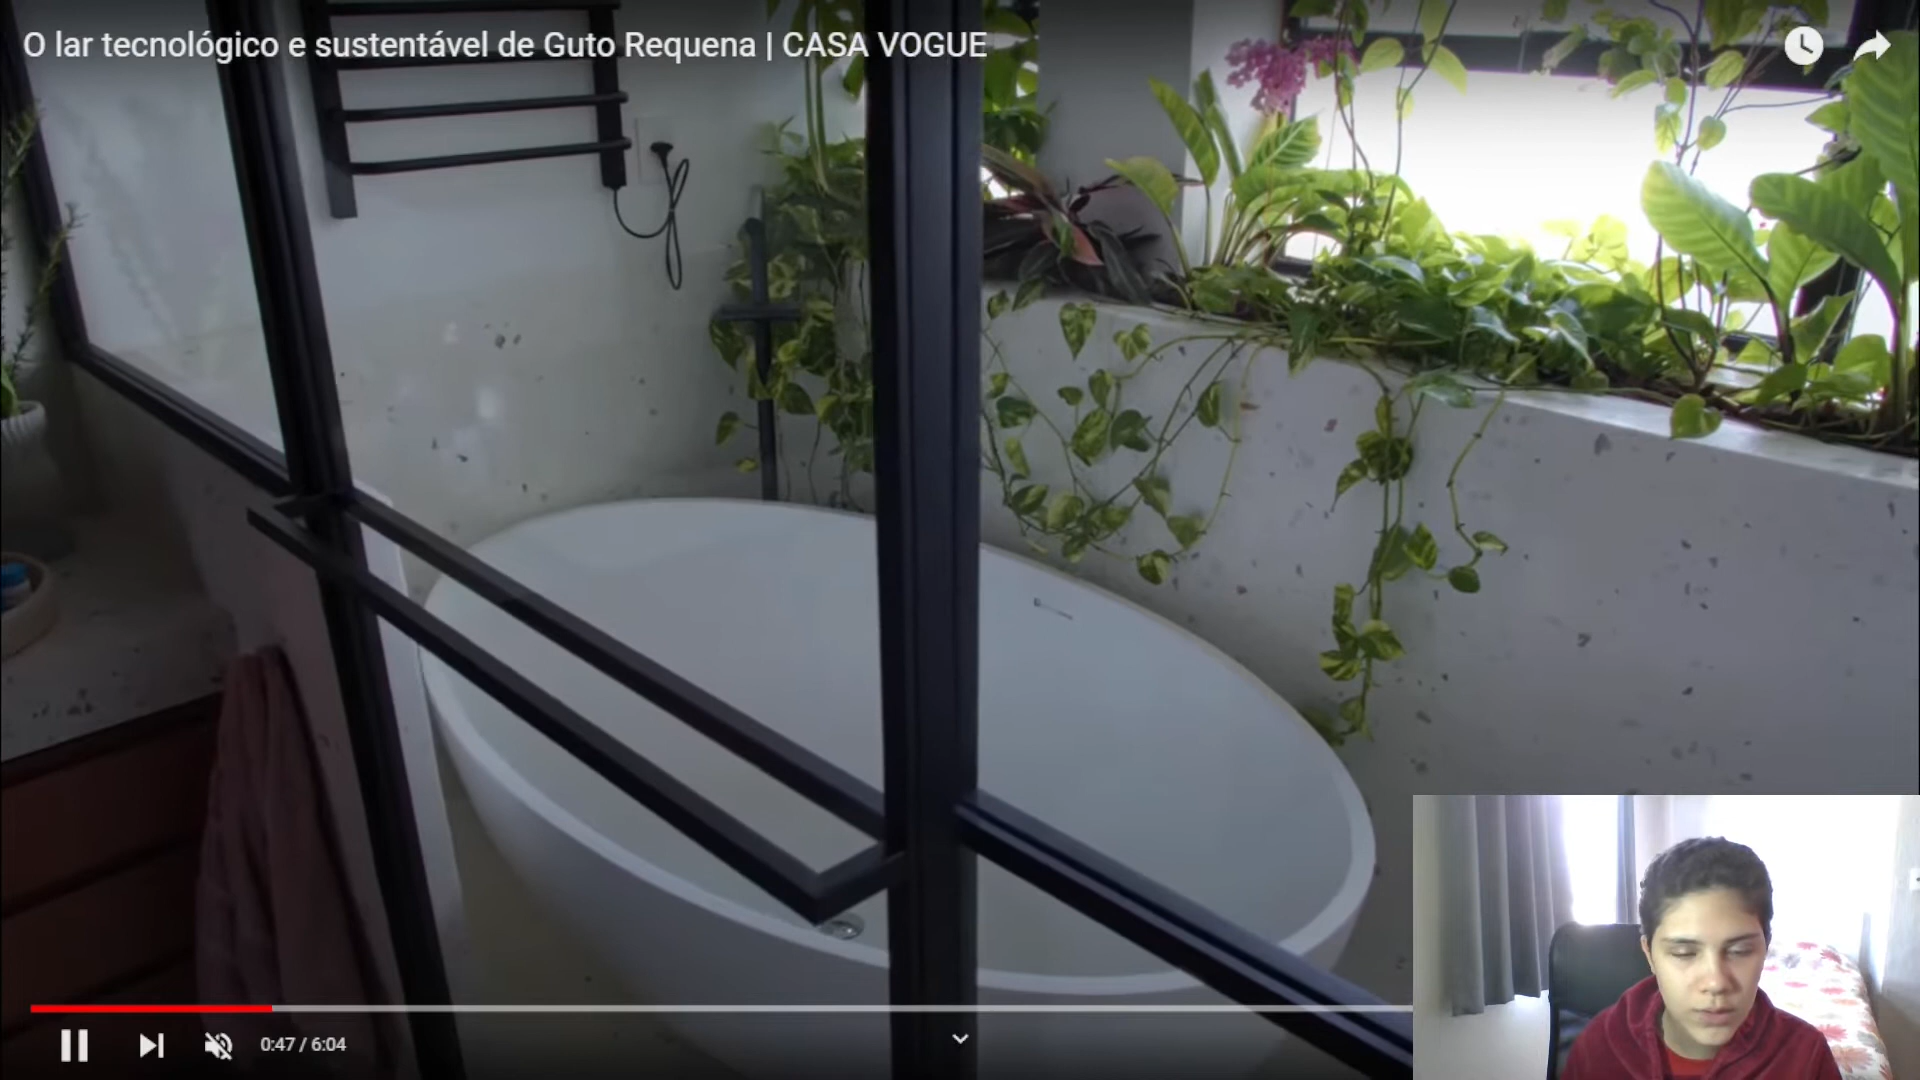 O lar tecnológico e sustentável de Guto Requena | CASA VOGUE
0:47 / 6:04